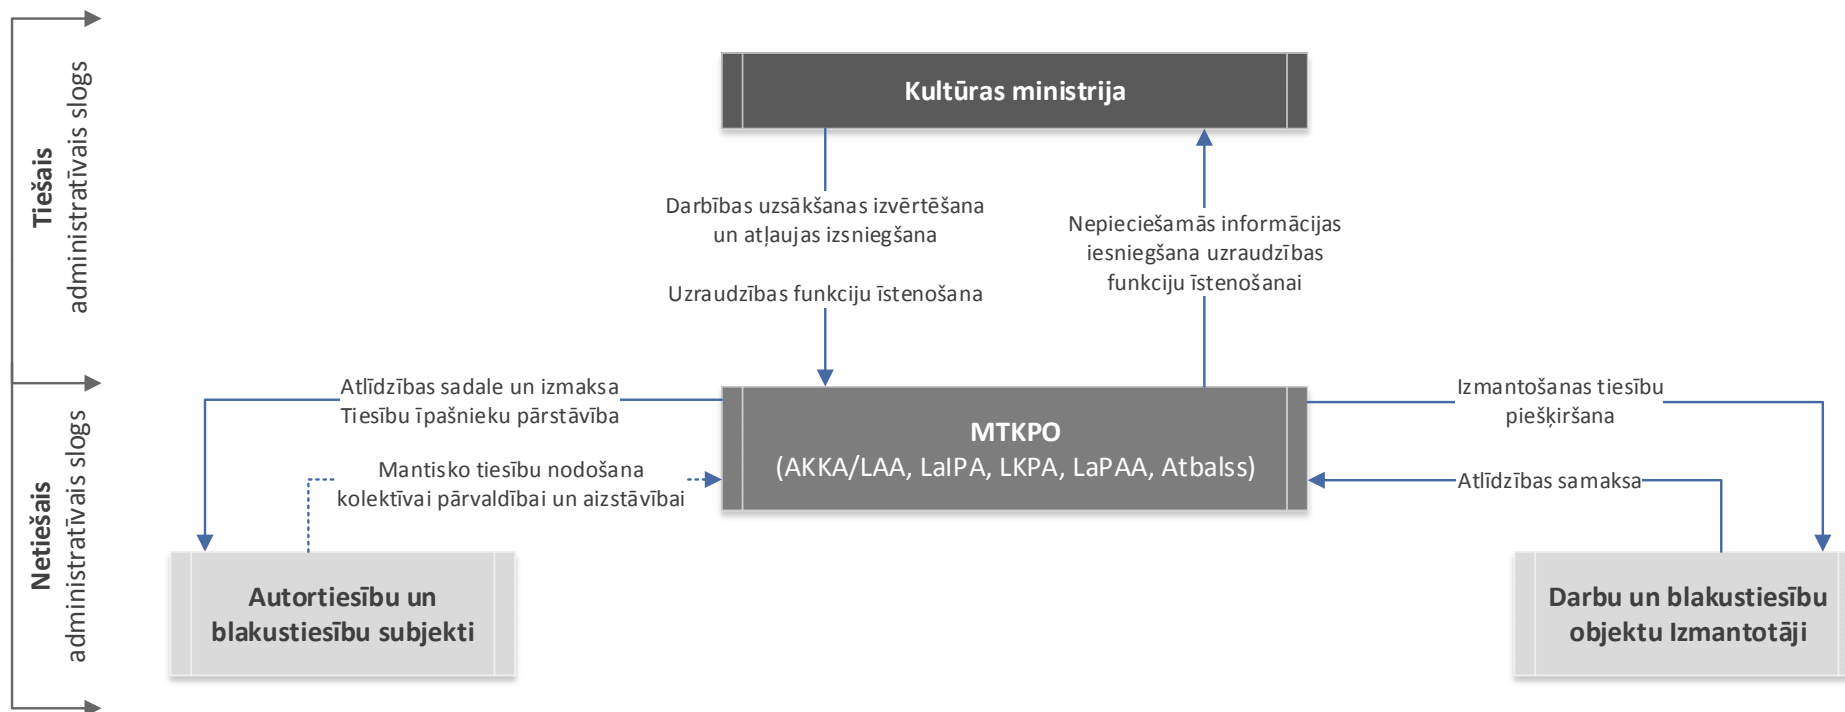 Tiešais
administratīvais slogs
Kultūras ministrija
Darbības uzsākšanas izvērtēšana
un atļaujas izsniegšana
Uzraudzības funkciju īstenošana
Nepieciešamās informācijas
iesniegšana uzraudzības
funkciju īstenošanai
Netiešais
administratīvais slogs
Atlīdzības sadale un izmaksa
Tiesību īpašnieku pārstāvība
Mantisko tiesību nodošana
kolektīvai pārvaldībai un aizstāvībai
MTKPO
(AKKA/LAA, LaIPA, LKPA, LaPAA, Atbalss)
Izmantošanas tiesību
piešķiršana
Atlīdzības samaksa
Autortiesību un
blakustiesību subjekti
Darbu un blakustiesību
objektu Izmantotāji